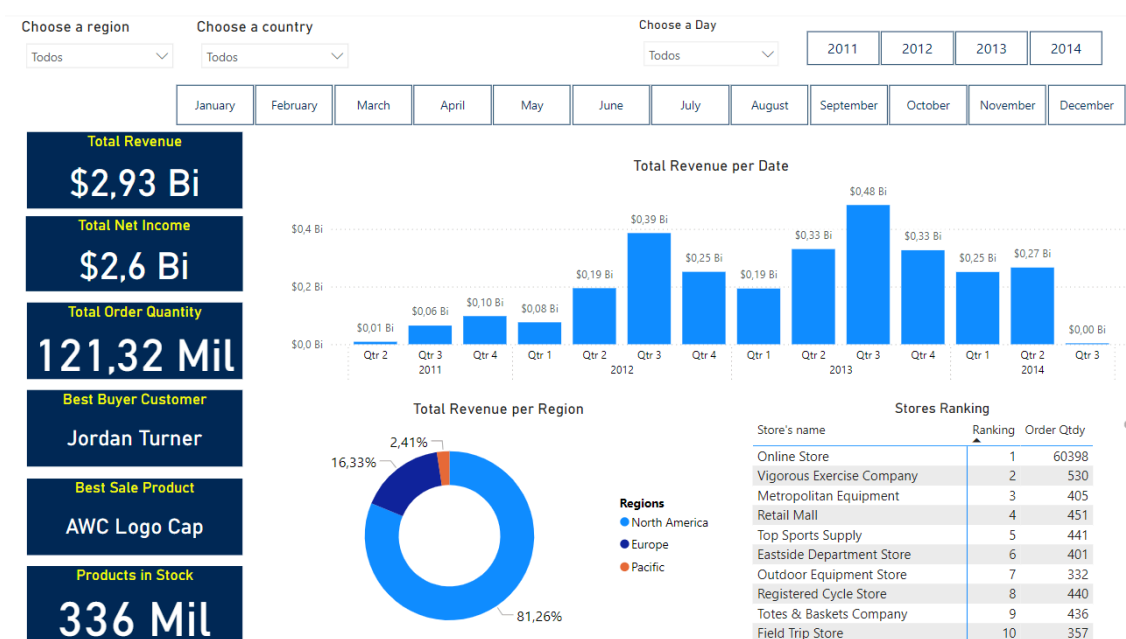 Choose a region
Choose a country
Choose a Day
Todos
Todos
Todos
2011
2012
2013
2014
January
February
March
April
May
June
July
August
September
October
November
December
Total Revenue
$2,93 Bi
Total Net Income
$2,6 Bi
Total Order Quantity
121,32 Mil
Best Buyer Customer
Jordan Turner
Best Sale Product
AWC Logo Cap
Products in Stock
336 Mil
Total Revenue per Date
$0,4 Bi
$0,2 Bi
$0,0 Bi
$0,01 Bi
$0,06 Bi
$0,10 Bi
$0,08 Bi
$0,19 Bi
$0,39 Bi
$0,25 Bi
$0,19 Bi
$0,33 Bi
$0,48 Bi
$0,33 Bi
$0,25 Bi
$0,27 Bi
$0,00 Bi
Qtr 2 Qtr 3 Qtr 4 Qtr 1 Qtr 2 Qtr 3 Qtr 4 Qtr 1 Qtr 2 Qtr 3 Qtr 4 Qtr 1 Qtr 2 Qtr 3
2011 2012 2013 2014
Total Revenue per Region
2,41%
16,33%
81,26%
Regions
North America
Europe
Pacific
Stores Ranking
Store's name Ranking Order Qtdy
Online Store 1 60398
Vigorous Exercise Company 2 530
Metropolitan Equipment 3 405
Retail Mall 4 451
Top Sports Supply 5 441
Eastside Department Store 6 401
Outdoor Equipment Store 7 332
Registered Cycle Store 8 440
Totes & Baskets Company 9 436
Field Trip Store 10 357